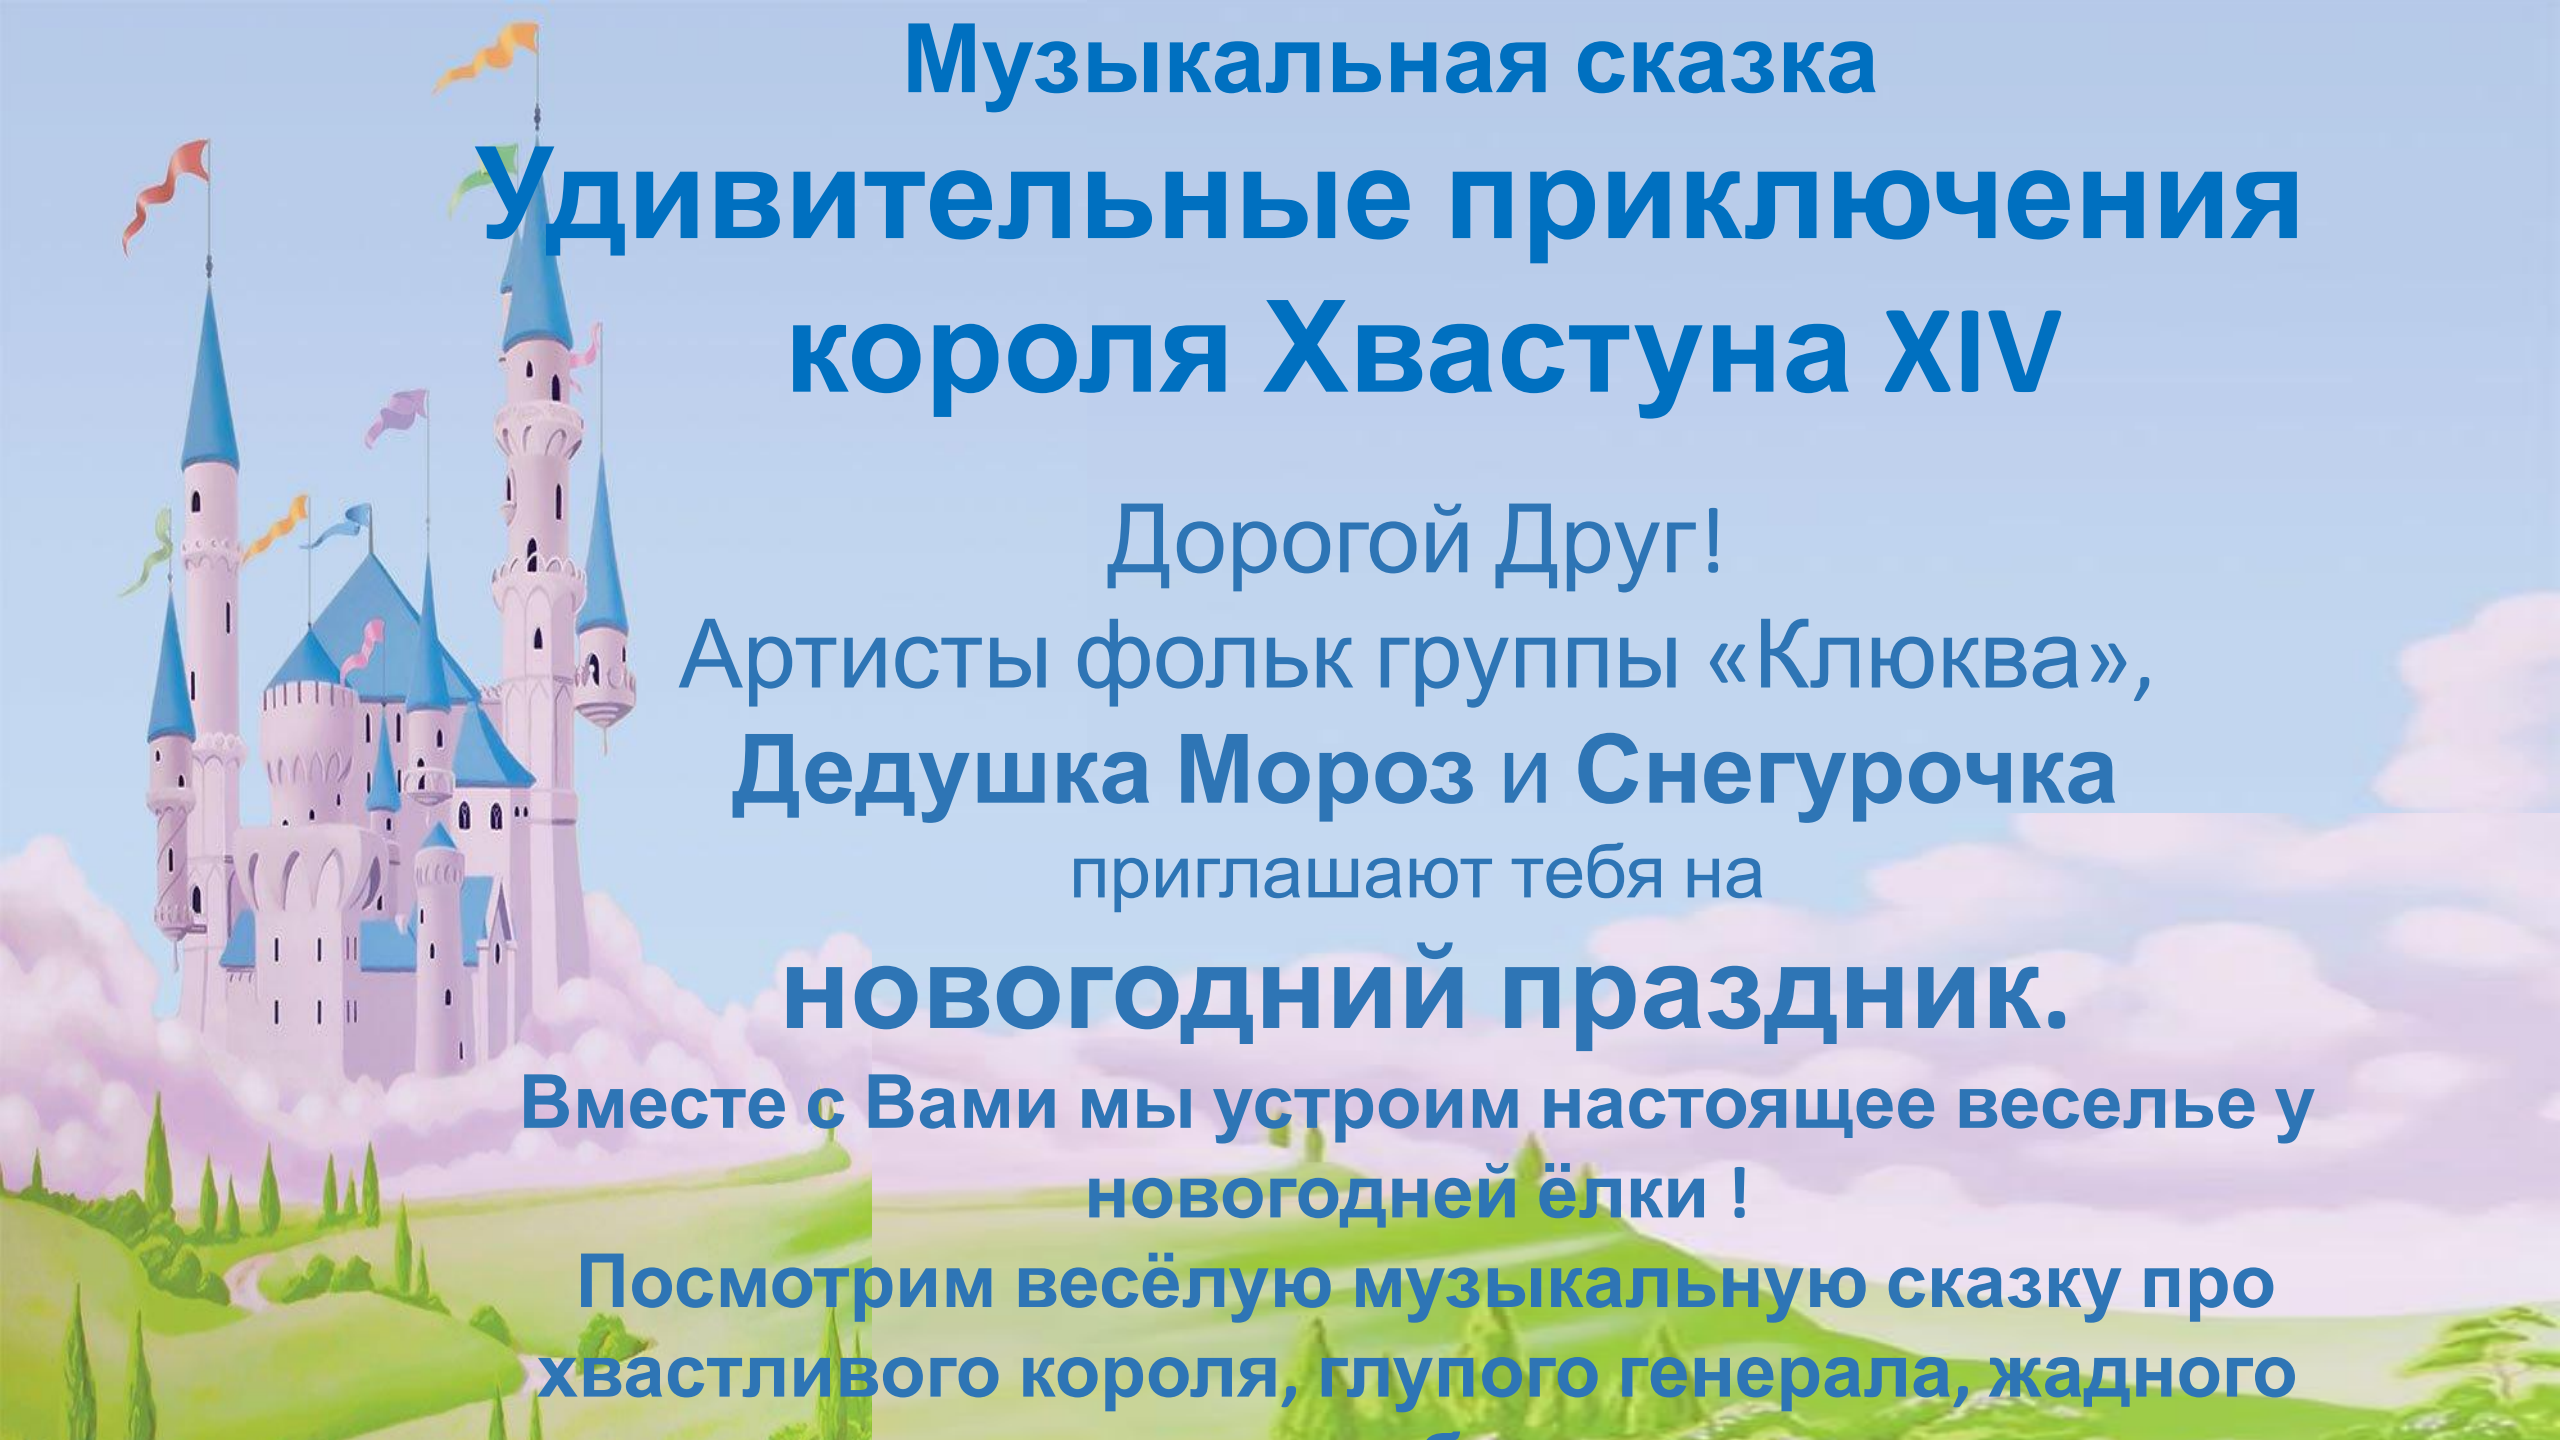 Музыкальная сказка
Удивительные приключения
короля Хвастуна XIV
Дорогой Друг!
Артисты фольк группы «Клюква»,
Дедушка Мороз и Снегурочка
приглашают тебя на
новогодний праздник.
Вместе с Вами мы устроим настоящее веселье у
новогодней ёлки !
Посмотрим весёлую музыкальную сказку про
хвастливого короля, глупого генерала, жадного